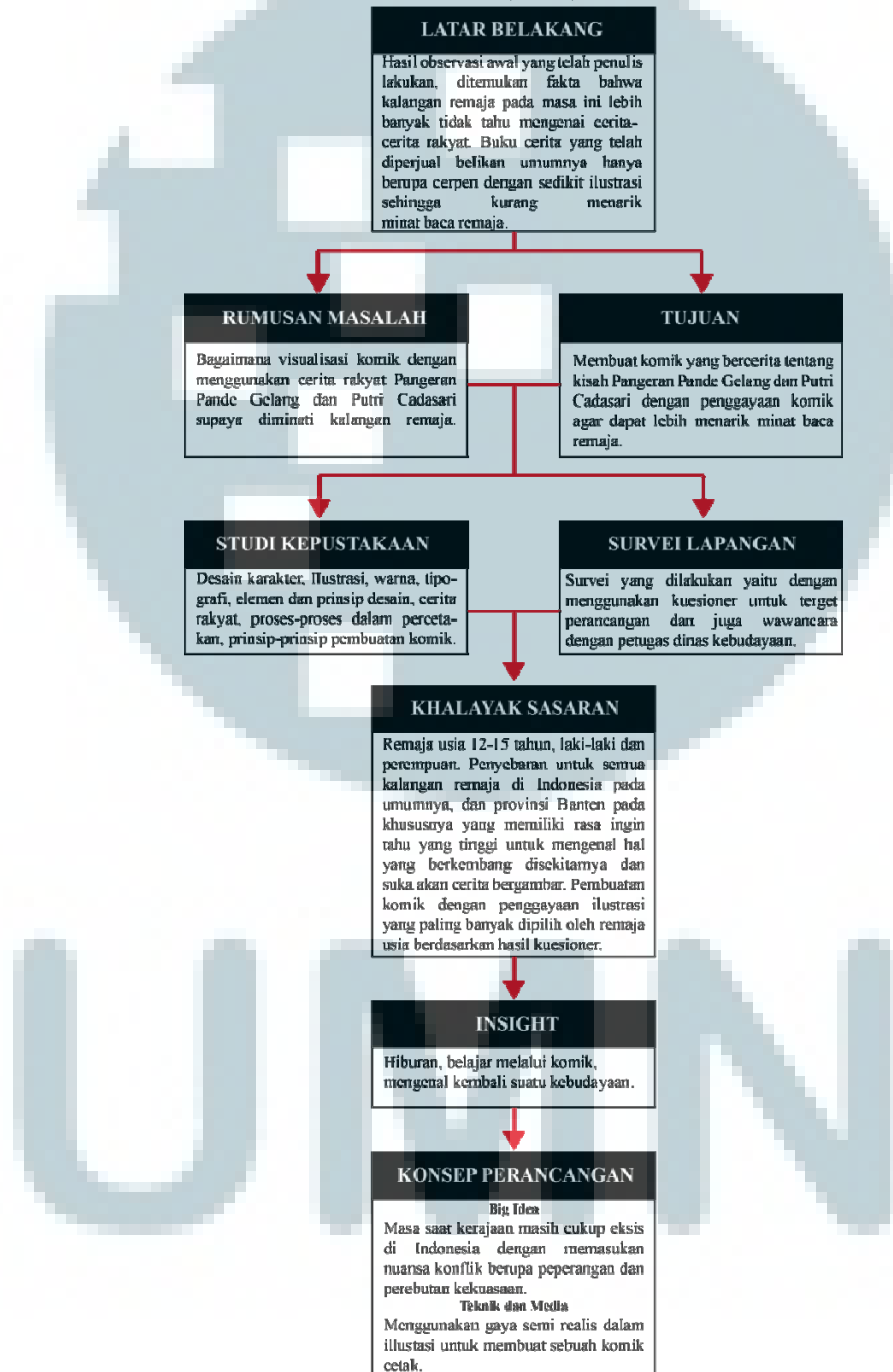 LATAR BELAKANG
Hasil observasi awal yang telah penulis
lakukan, ditemukan fakta bahwa
kalangan remaja pada masa ini lebih
banyak tidak tahu mengenai cerita-
cerita rakyat. Buku cerita yang telah
diperjual belikan umumnya hanya
berupa cerpen dengan sedikit ilustrasi
sehingga kurang menarik
minat baca remaja.
RUMUSAN MASALAH
Bagaimana visualisasi komik dengan
menggunakan cerita rakyat Pangeran
Pande Gelang dan Putri Cadasari
supaya diminati kalangan remaja.
TUJUAN
Membuat komik yang bercerita tentang
kisah Pangeran Pande Gelang dan Putri
Cadasari dengan penggayaan komik
agar dapat lebih menarik minat baca
remaja.
STUDI KEPUSTAKAAN
Desain karakter, Ilustrasi, warna, tipo-
grafi, elemen dan prinsip desain, cerita
rakyat, proses-proses dalam perceta-
kan, prinsip-prinsip pembuatan komik.
SURVEI LAPANGAN
Survei yang dilakukan yaitu dengan
menggunakan kuesioner untuk terget
perancangan dan juga wawancara
dengan petugas dinas kebudayaan.
KHALAYAK SASARAN
Remaja usia 12-15 tahun, laki-laki dan
perempuan. Penyebaran untuk semua
kalangan remaja di Indonesia pada
umumnya, dan provinsi Banten pada
khususnya yang memiliki rasa ingin
tahu yang tinggi untuk mengenal hal
yang berkembang disekitarnya dan
suka akan cerita bergambar. Pembuatan
komik dengan penggayaan ilustrasi
yang paling banyak dipilih oleh remaja
usia berdasarkan hasil kuesioner.
INSIGHT
Hiburan, belajar melalui komik,
mengenal kembali suatu kebudayaan.
KONSEP PERANCANGAN
Big Idea
Masa saat kerajaan masih cukup eksis
di Indonesia dengan memasukan
nuansa konflik berupa peperangan dan
perebutan kekuasaan.
Teknik dan Media
Menggunakan gaya semi realis dalam
illustasi untuk membuat sebuah komik
cetak.
UMN